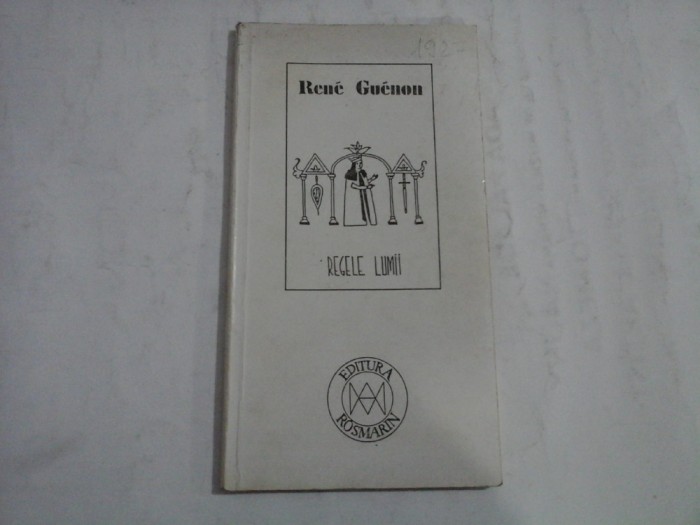 René Guénon
REGELE LUMII
EDITURA
ROSMARIN